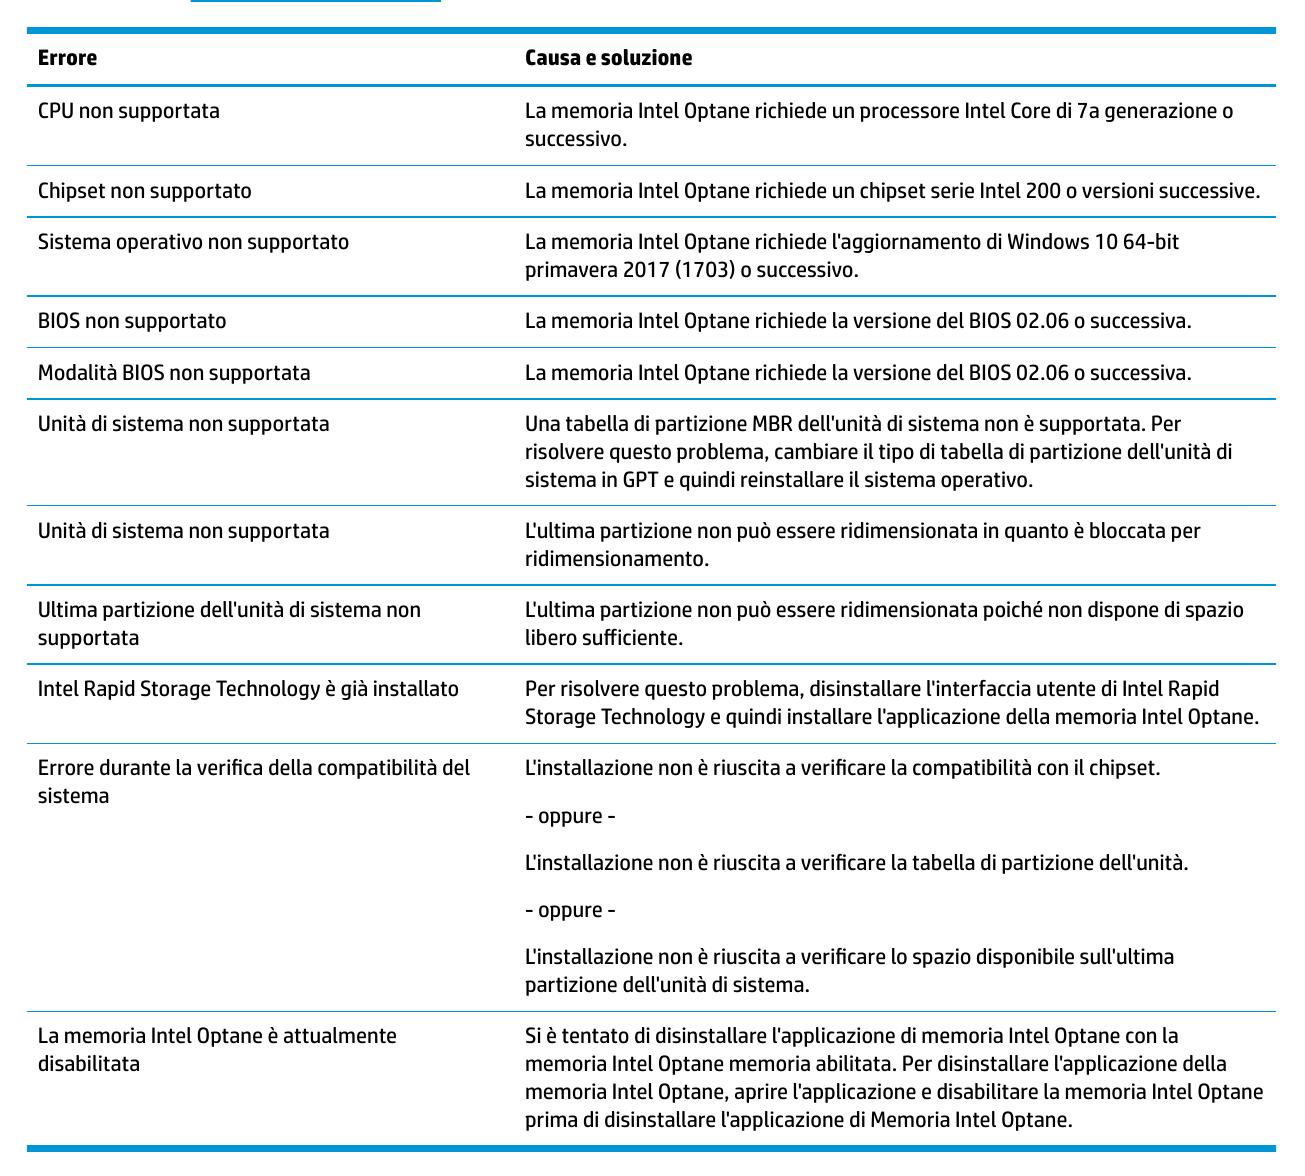 Errore
Causa e soluzione
CPU non supportata
La memoria Intel Optane richiede un processore Intel Core di 7a generazione o
successivo.
Chipset non supportato
La memoria Intel Optane richiede un chipset serie Intel 200 o versioni successive.
Sistema operativo non supportato
La memoria Intel Optane richiede l'aggiornamento di Windows 10 64-bit
primavera 2017 (1703) o successivo.
BIOS non supportato
La memoria Intel Optane richiede la versione del BIOS 02.06 o successiva.
Modalità BIOS non supportata
La memoria Intel Optane richiede la versione del BIOS 02.06 o successiva.
Unità di sistema non supportata
Una tabella di partizione MBR dell'unità di sistema non è supportata. Per
risolvere questo problema, cambiare il tipo di tabella di partizione dell'unità di
sistema in GPT e quindi reinstallare il sistema operativo.
Unità di sistema non supportata
L'ultima partizione non può essere ridimensionata in quanto è bloccata per
ridimensionamento.
Ultima partizione dell'unità di sistema non
supportata
L'ultima partizione non può essere ridimensionata poiché non dispone di spazio
libero sufficiente.
Intel Rapid Storage Technology è già installato
Per risolvere questo problema, disinstallare l'interfaccia utente di Intel Rapid
Storage Technology e quindi installare l'applicazione della memoria Intel Optane.
Errore durante la verifica della compatibilità del
sistema
L'installazione non è riuscita a verificare la compatibilità con il chipset.
- oppure -
L'installazione non è riuscita a verificare la tabella di partizione dell'unità.
- oppure -
L'installazione non è riuscita a verificare lo spazio disponibile sull'ultima
partizione dell'unità di sistema.
La memoria Intel Optane è attualmente
disabilitata
Si è tentato di disinstallare l'applicazione di memoria Intel Optane con la
memoria Intel Optane memoria abilitata. Per disinstallare l'applicazione della
memoria Intel Optane, aprire l'applicazione e disabilitare la memoria Intel Optane
prima di disinstallare l'applicazione di Memoria Intel Optane.